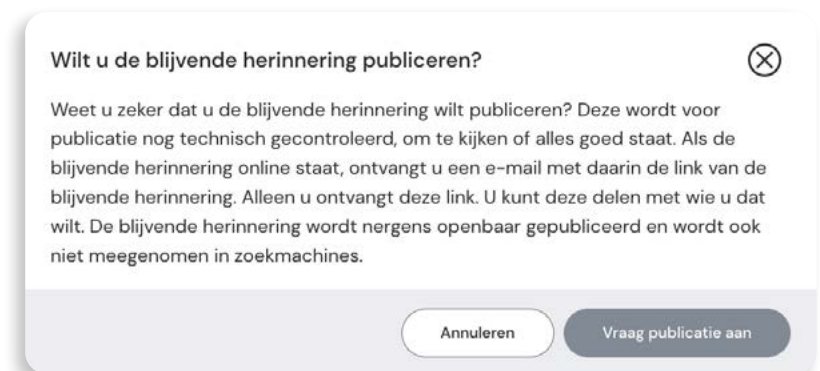 Wilt u de blijvende herinnering publiceren?
Weet u zeker dat u de blijvende herinnering wilt publiceren? Deze wordt voor
publicatie nog technisch gecontroleerd, om te kijken of alles goed staat. Als de
blijvende herinnering online staat, ontvangt u een e-mail met daarin de link van de
blijvende herinnering. Alleen u ontvangt deze link. U kunt deze delen met wie u dat
wilt. De blijvende herinnering wordt nergens openbaar gepubliceerd en wordt ook
niet meegenomen in zoekmachines.
Annuleren
Vraag publicatie aan